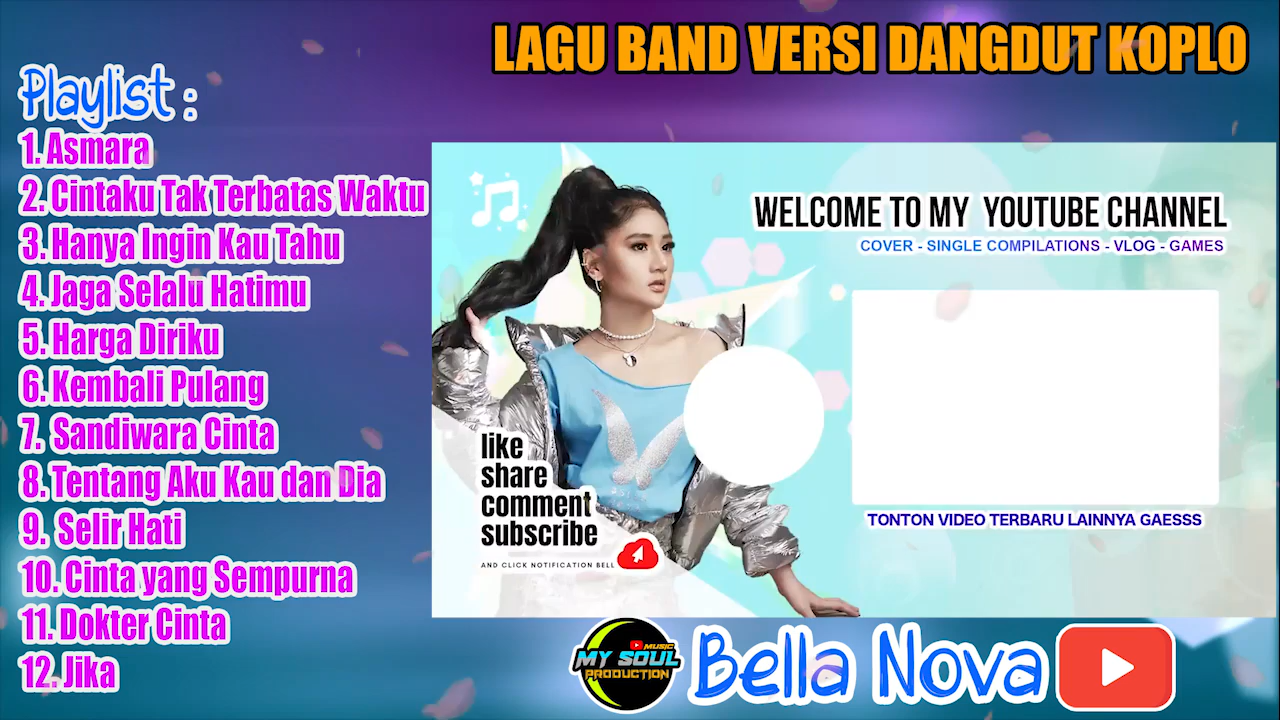 LAGU BAND VERSI DANGDUT KOPLO
Playlist :
1. Asmara
2. Cintaku Tak Terbatas Waktu
3. Hanya Ingin Kau Tahu
4. Jaga Selalu Hatimu
5. Harga Diriku
6. Kembali Pulang
7. Sandiwara Cinta
8. Tentang Aku Kau dan Dia
9. Selir Hati
10. Cinta yang Sempurna
11. Dokter Cinta
12. Jika
WELCOME TO MY YOUTUBE CHANNEL
COVER - SINGLE COMPILATIONS - VLOG - GAMES
like
share
comment
subscribe
AND CLICK NOTIFICATION BELL
TONTON VIDEO TERBARU LAINNYA GAESSS
MUSIC
MY SOUL
PRODUCTION
Bella Nova